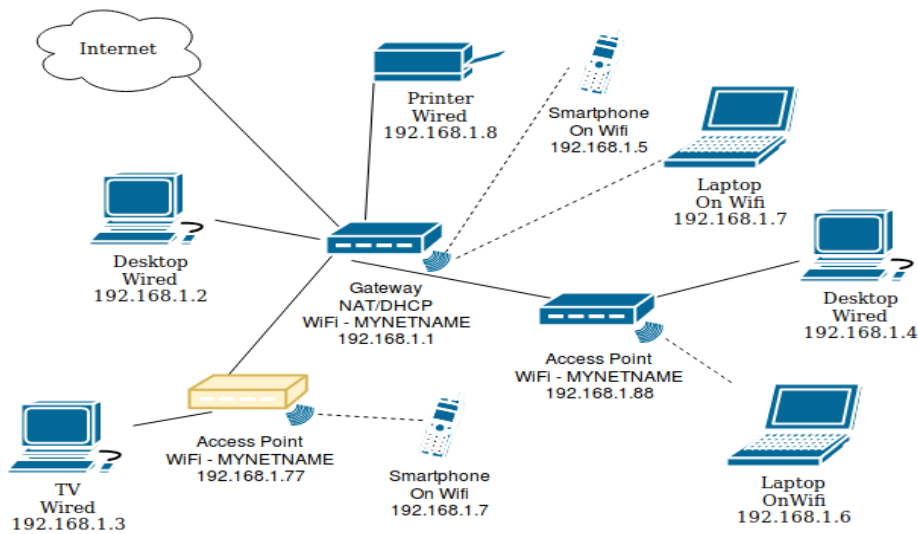 Internet
Printer
Wired
192.168.1.8
Smartphone
On Wifi
192.168.1.5
Laptop
On Wifi
192.168.1.7
Desktop
Wired
192.168.1.2
Gateway
NAT/DHCP
WiFi - MYNETNAME
192.168.1.1
Desktop
Wired
192.168.1.4
Access Point
WiFi - MYNETNAME
192.168.1.88
Access Point
WiFi - MYNETNAME
192.168.1.77
Smartphone
On Wifi
192.168.1.7
TV
Wired
192.168.1.3
Laptop
OnWifi
192.168.1.6